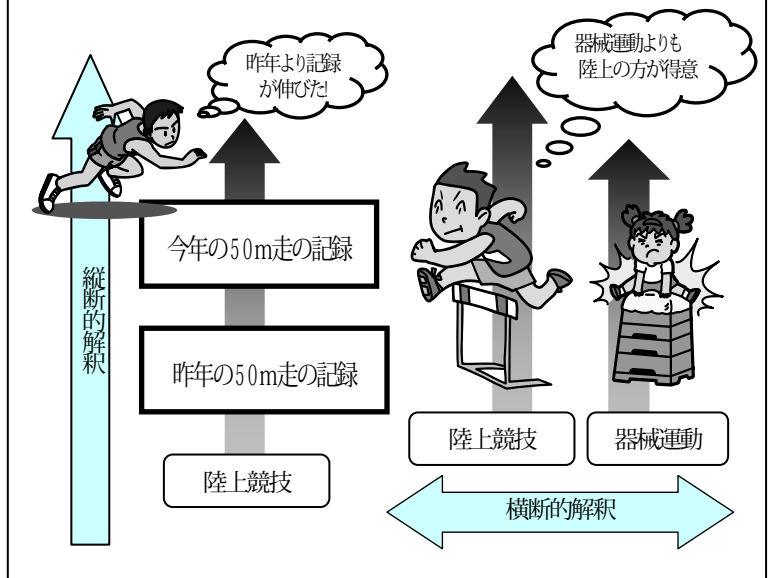 昨年より記録
が伸びた!
器械運動よりも
陸上の方が得意
縦断的解釈
今年の50m走の記録
昨年の50m走の記録
陸上競技
陸上競技
器械運動
横断的解釈